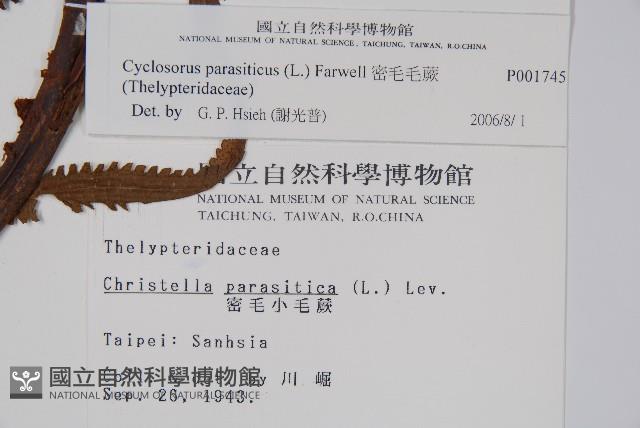 國立自然科學博物館
NATIONAL MUSEUM OF NATURAL SCIENCE, TAICHUNG, TAIWAN, R.O.CHINA
Cyclosorus parasiticus (L.) Farwell 密毛毛蕨 P001745
(Thelypteridaceae)
Det. by G. P. Hsieh (謝光普) 2006/8/1
國立自然科學博物館
NATIONAL MUSEUM OF NATURAL SCIENCE
TAICHUNG, TAIWAN, R.O.CHINA
Thelypteridaceae
Christella parasitica (L.) Lev.
密毛小毛蕨
Taipei: Sanhsia
by 川崛
Sep. 26, 1943.
國立自然科學博物館
NATIONAL MUSEUM OF NATURAL SCIENCE